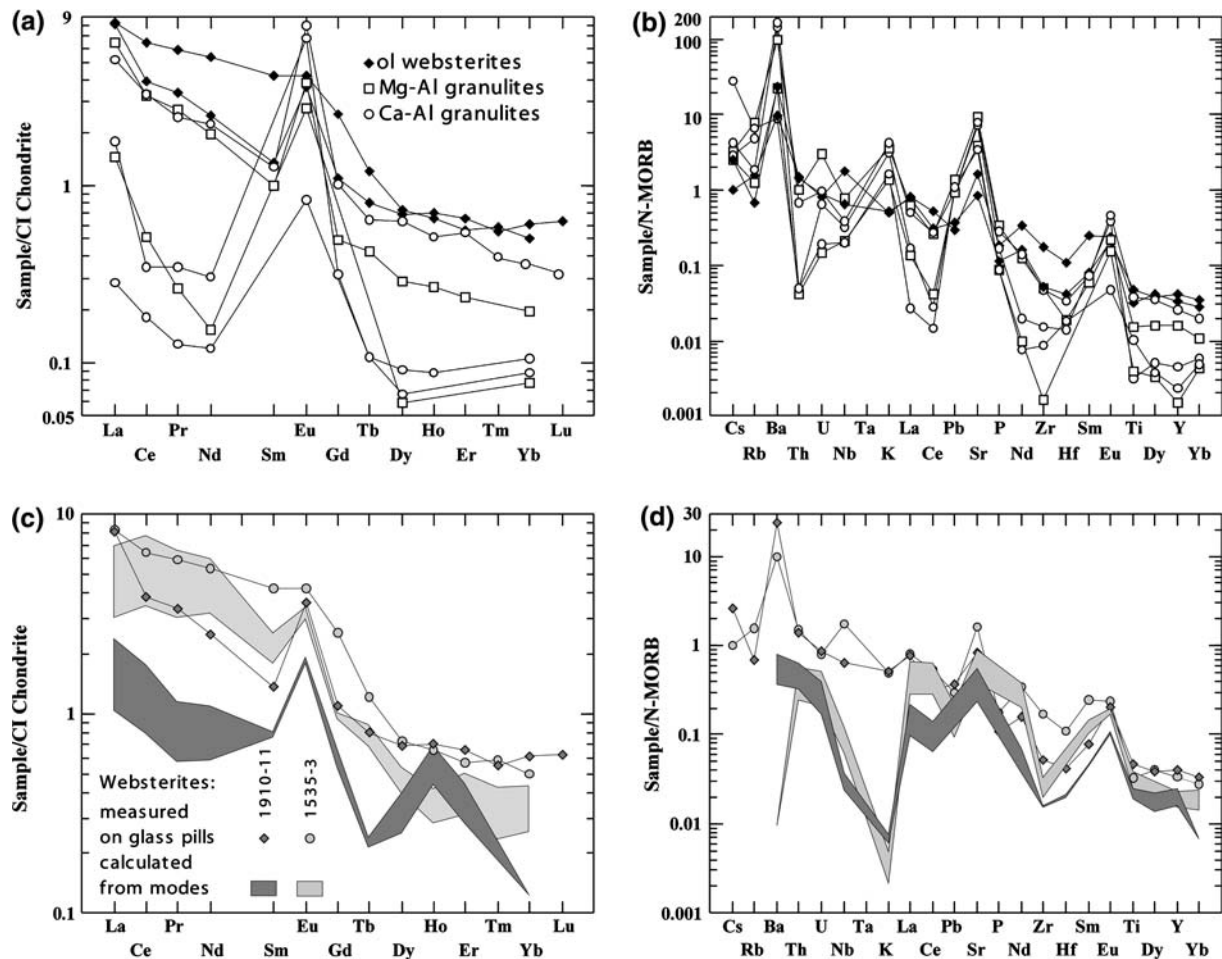 (a)
9
1
0.1
0.05
Sample/CI Chondrite
◆ol websterites
□Mg-Al granulites
○Ca-Al granulites
La Pr Sm Eu Tb Ho Tm Lu
Ce Nd Gd Dy Er Yb
(b)
200
100
10
1
0.1
0.01
0.001
Sample/N-MORB
Cs Ba U Ta La Pb P Zr Sm Ti Y
Rb Th Nb K Ce Sr Nd Hf Eu Dy Yb
(c)
10
1
0.1
Sample/CI Chondrite
Websterites:
measured
on glass pills
calculated
from modes
1910-11
1535-3
La Pr Sm Eu Tb Ho Tm Lu
Ce Nd Gd Dy Er Yb
(d)
30
10
1
0.1
0.01
0.001
Sample/N-MORB
Cs Ba U Ta La Pb P Zr Sm Ti Y
Rb Th Nb K Ce Sr Nd Hf Eu Dy Yb